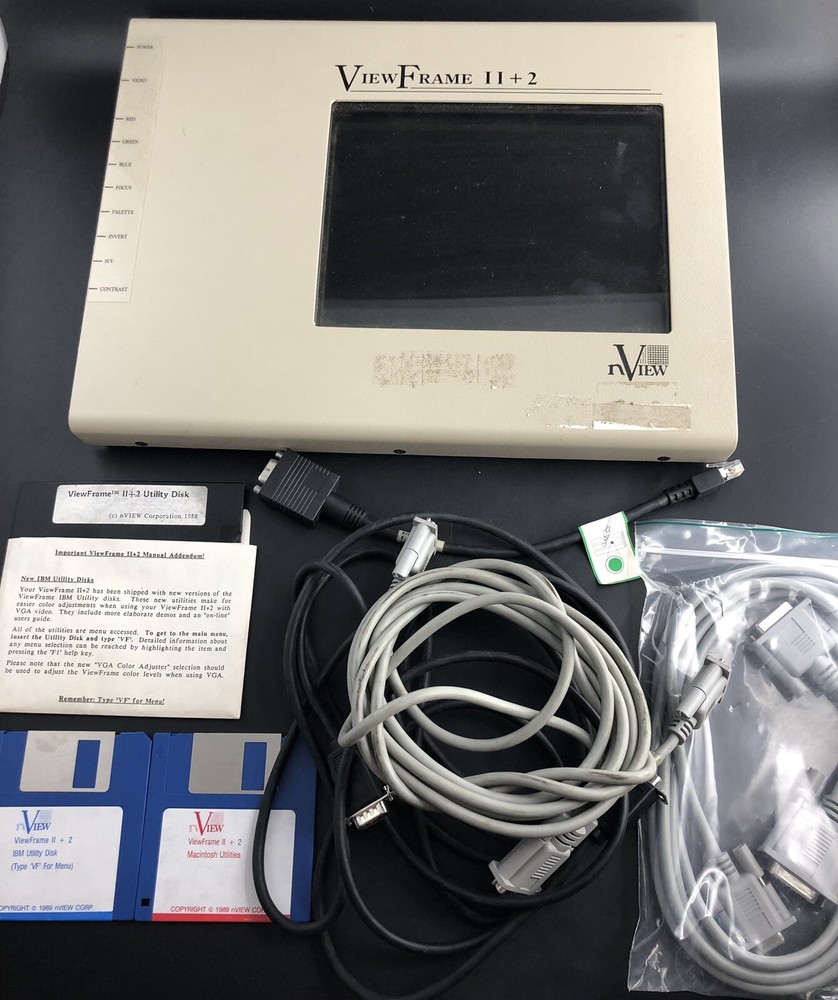 POWER
VIDEO
RED
GREEN
BLUE
FOCUS
PALETTE
INVERT
H/V
CONTRAST
VIEWFRAME II+2
nVIEW
ViewFrame™ II+2 Utility Disk
(c) nVIEW Corporation 1988
Important ViewFrame II+2 Manual Addendum!
New IBM Utility Disks
Your ViewFrame II+2 has been shipped with new versions of the
ViewFrame IBM Utility disks. These new utilities make for
easier color adjustments when using your ViewFrame II+2 with
VGA video. They include more elaborate demos and an "on-line"
users guide.
All of the utilities are menu accessed. To get to the main menu,
insert the Utility Disk and type 'VF'. Detailed information about
any menu selection can be reached by highlighting the item and
pressing the 'F1' help key.
Please note that the new "VGA Color Adjuster" selection should
be used to adjust the ViewFrame color levels when using VGA.
Remember: Type 'VF' for Menu!
nVIEW
ViewFrame II + 2
IBM Utility Disk
(Type 'VF' For Menu)
COPYRIGHT © 1989 nVIEW CORP.
nVIEW
ViewFrame II + 2
Macintosh Utilities
COPYRIGHT © 1989 nVIEW CO